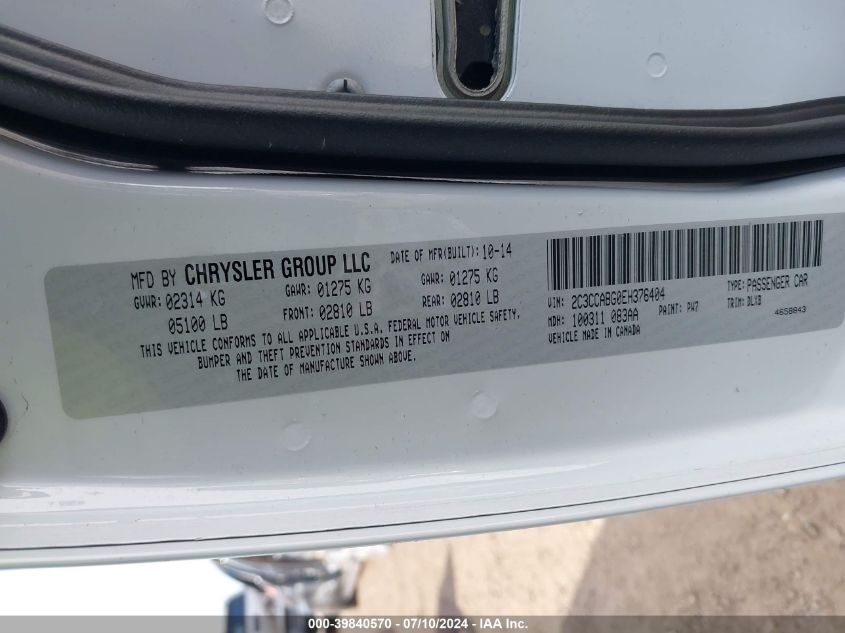 MFD BY CHRYSLER GROUP LLC DATE OF MFR(BUILT): 10-14
GVWR: 02314 KG GAWR: 01275 KG GAWR: 01275 KG
05100 LB FRONT: 02810 LB REAR: 02810 LB
THIS VEHICLE CONFORMS TO ALL APPLICABLE U.S.A. FEDERAL MOTOR VEHICLE SAFETY,
BUMPER AND THEFT PREVENTION STANDARDS IN EFFECT ON
THE DATE OF MANUFACTURE SHOWN ABOVE.
VIN: 2C3CCABG0EH376404 TYPE: PASSENGER CAR
MDH: 100311 083AA PAINT: PW7 TRIM: DLX9
VEHICLE MADE IN CANADA 4658843
000-39840570 - 07/10/2024 - IAA Inc.